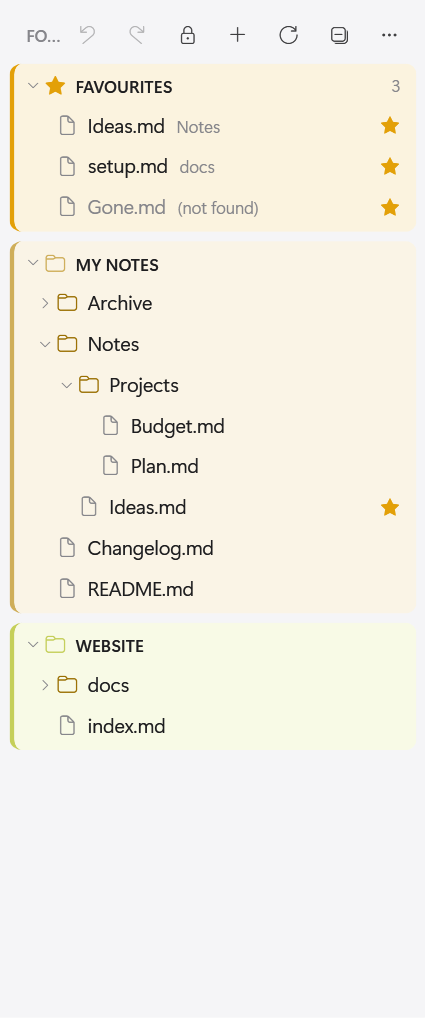 FO...
FAVOURITES 3
Ideas.md Notes
setup.md docs
Gone.md (not found)
MY NOTES
Archive
Notes
Projects
Budget.md
Plan.md
Ideas.md
Changelog.md
README.md
WEBSITE
docs
index.md